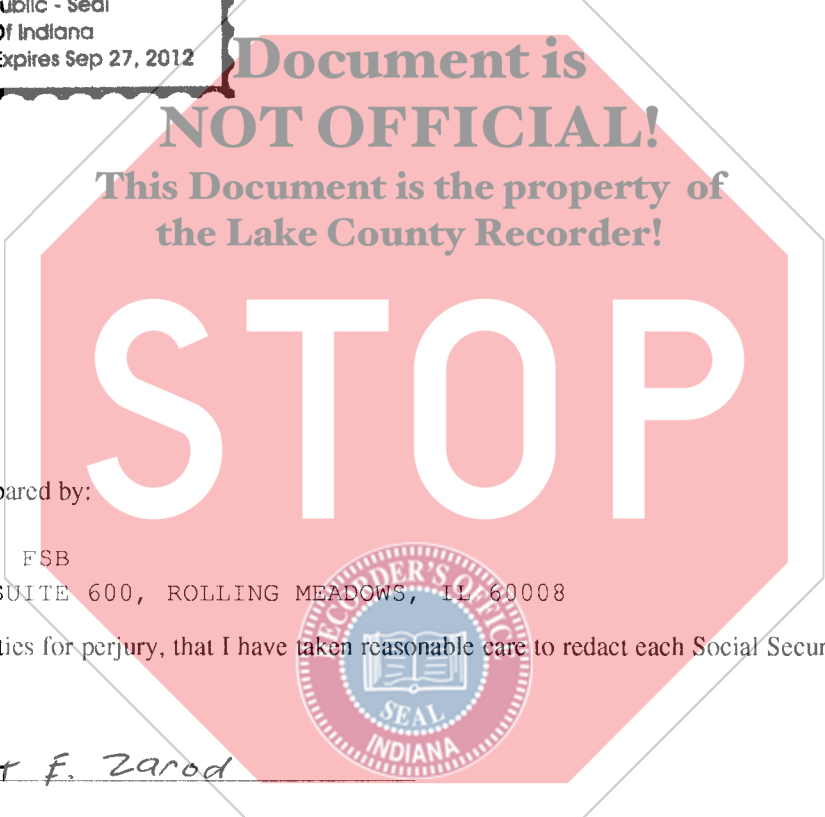 ublic - Seal
Of Indiana
Expires Sep 27, 2012
Document is
NOT OFFICIAL!
This Document is the property of
the Lake County Recorder!
STOP
pared by:
FSB
SUITE 600, ROLLING MEADOWS, IL 60008
ties for perjury, that I have taken reasonable care to redact each Social Secur
RECORDER'S OFFICE
SEAL
INDIANA
E. Zarod